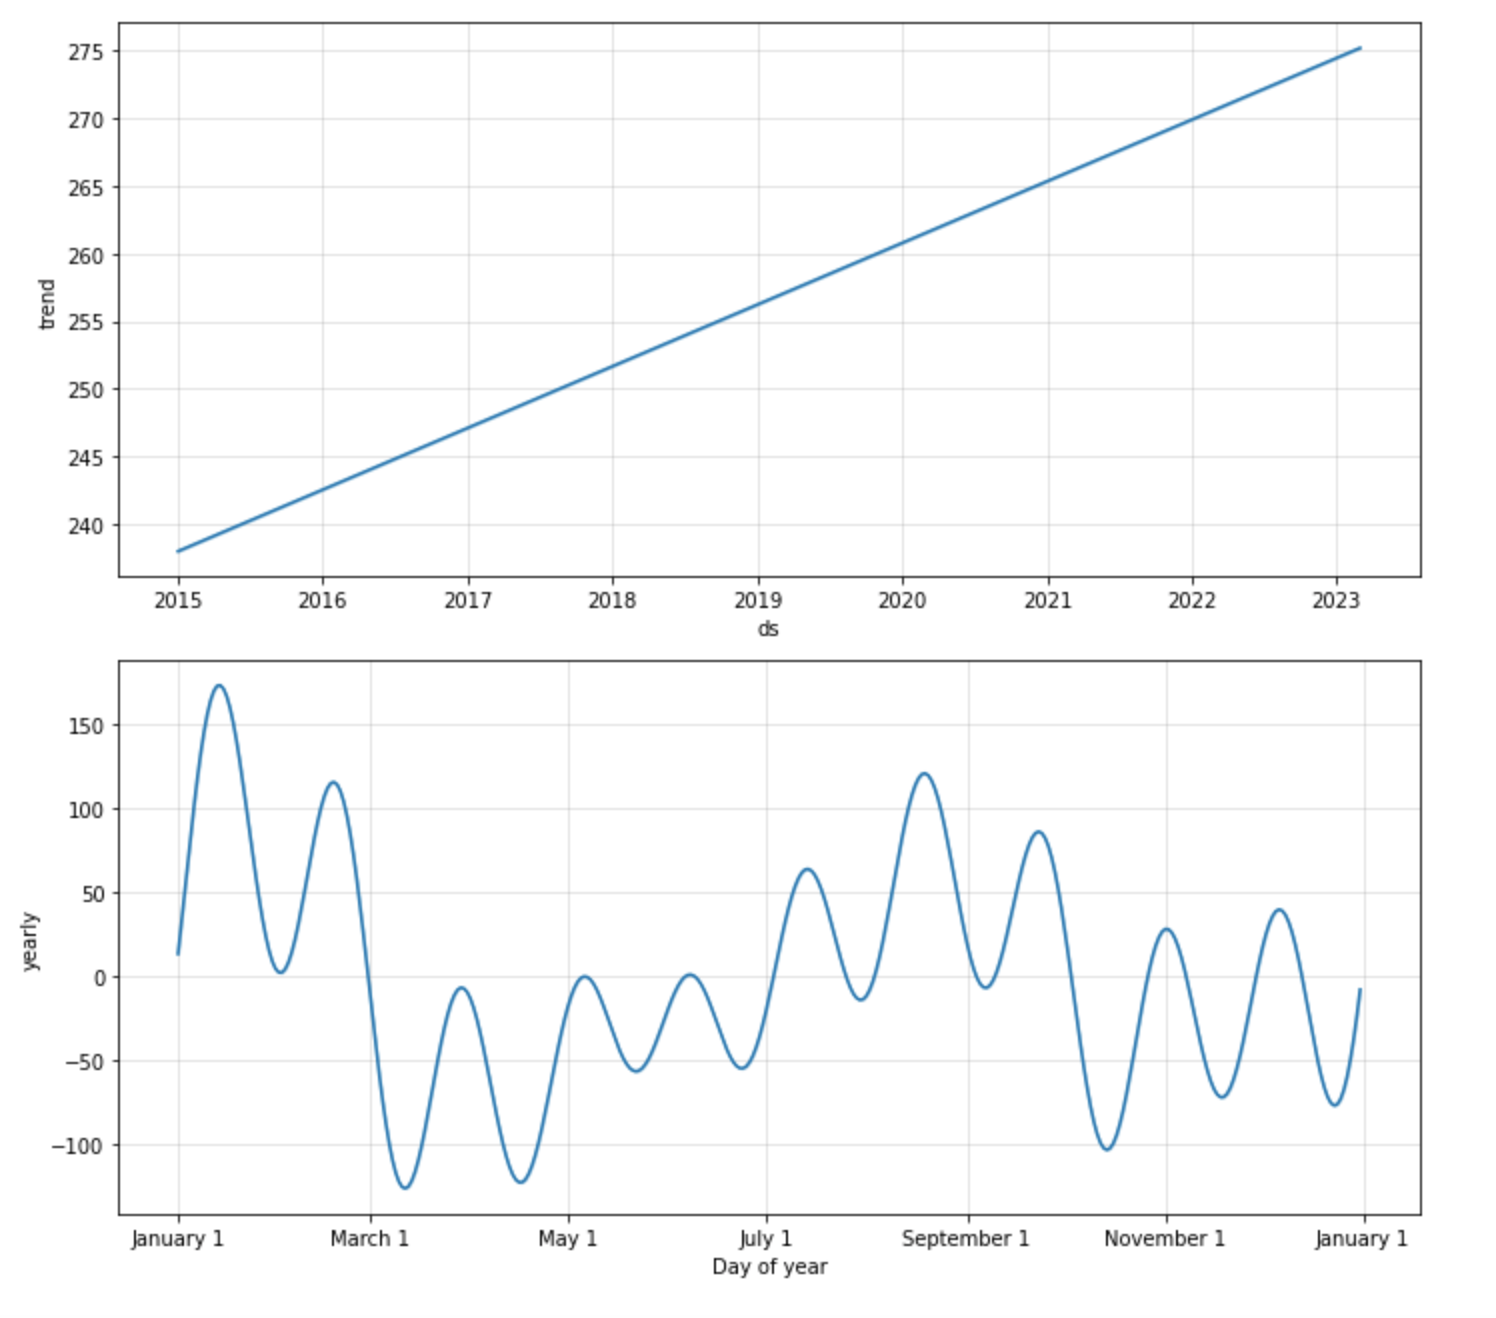 275
270
265
260
255
250
245
240
trend
2015 2016 2017 2018 2019 2020 2021 2022 2023
ds
150
100
50
0
−50
−100
yearly
January 1 March 1 May 1 July 1 September 1 November 1 January 1
Day of year